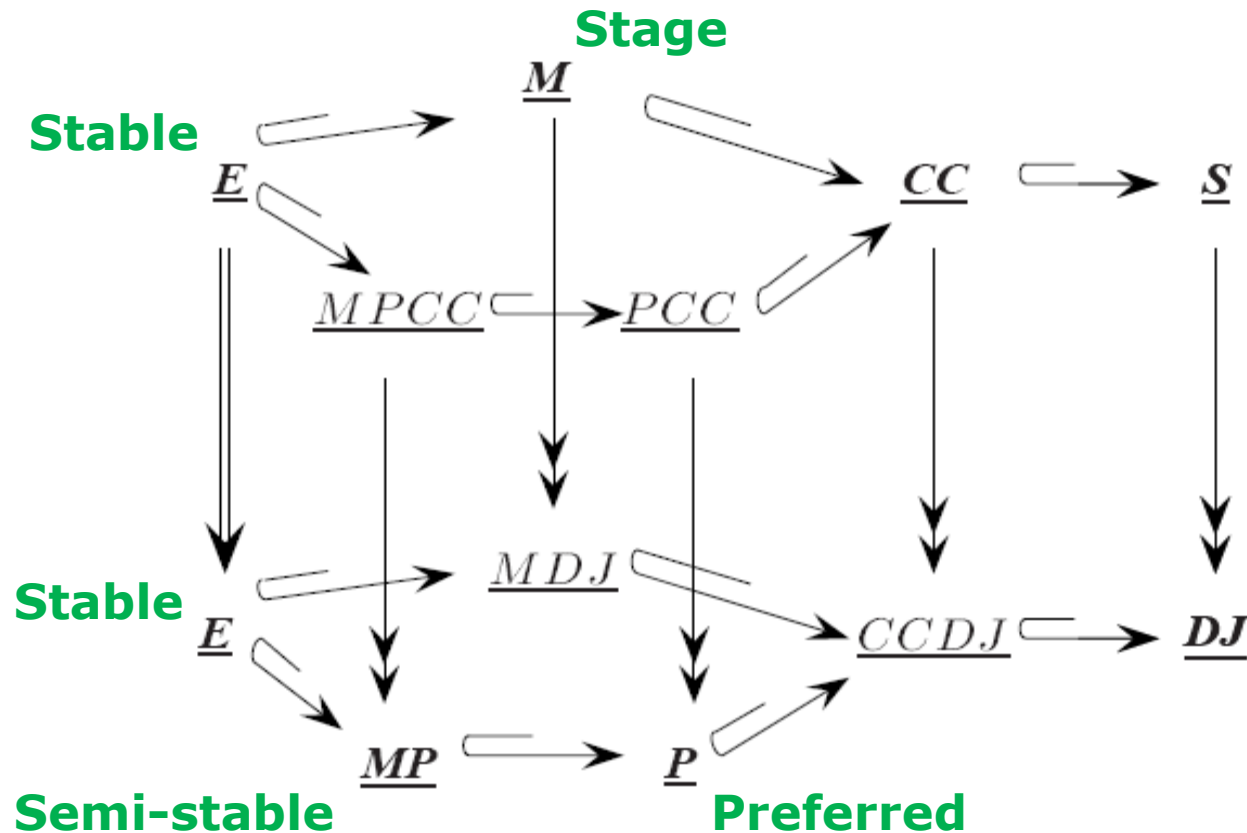 Stage
M
Stable
E
CC
S
MPCC
PCC
MDJ
Stable
E
CCDJ
DJ
MP
P
Semi-stable
Preferred